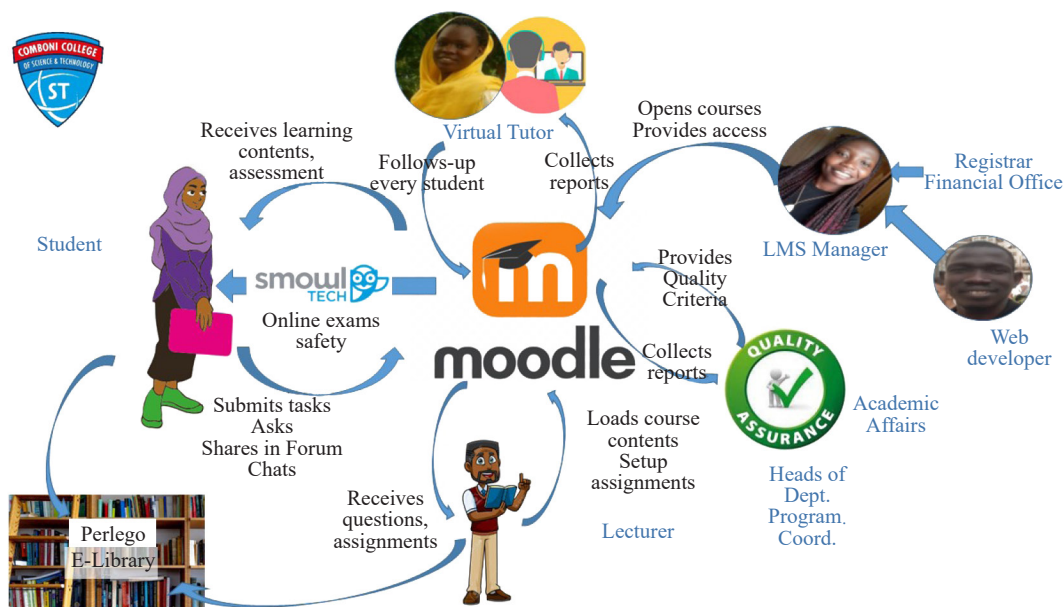 COMBONI COLLEGE
OF SCIENCE & TECHNOLOGY
ST
Virtual Tutor
Receives learning
contents,
assessment
Follows-up
every student
Collects
reports
Opens courses
Provides access
Registrar
Financial Office
LMS Manager
Student
smowl
TECH
Online exams
safety
m
moodle
Provides
Quality
Criteria
Web
developer
Collects
reports
QUALITY
ASSURANCE
Academic
Affairs
Submits tasks
Asks
Shares in Forum
Chats
Loads course
contents
Setup
assignments
Heads of
Dept.
Program.
Coord.
Receives
questions,
assignments
Lecturer
Perlego
E-Library